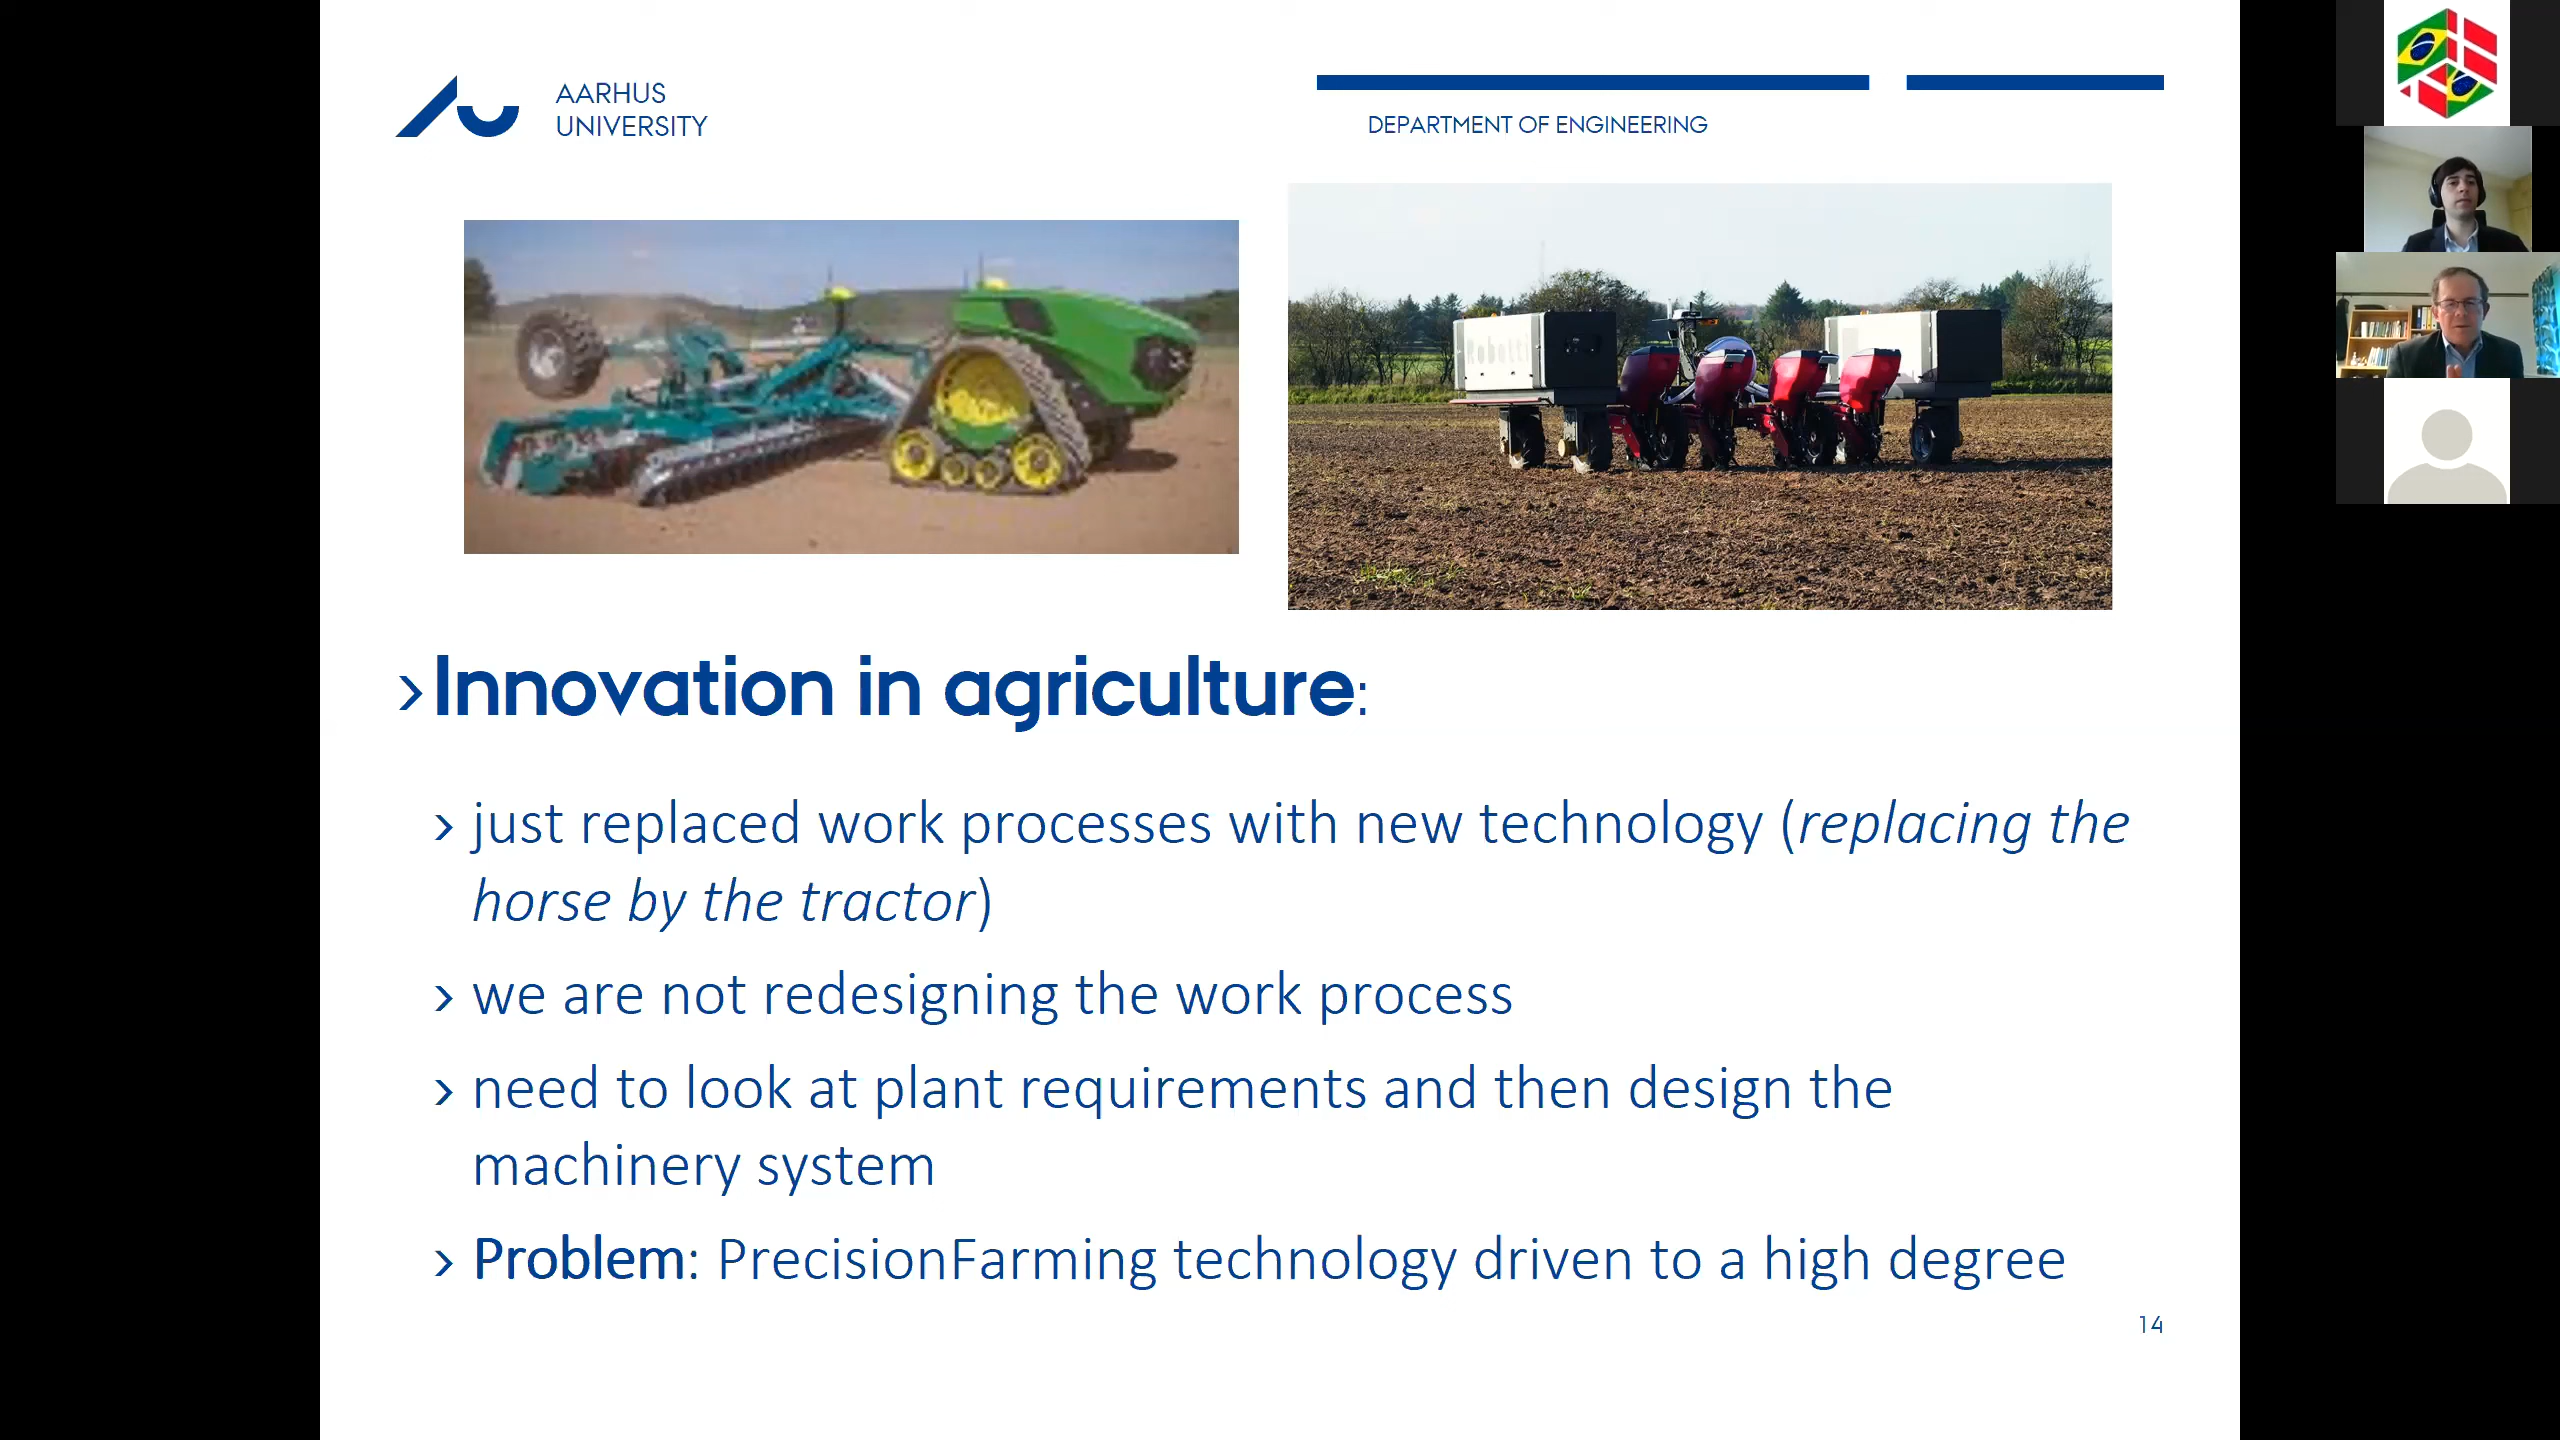 AARHUS
UNIVERSITY
DEPARTMENT OF ENGINEERING
Robotti
› Innovation in agriculture:
› just replaced work processes with new technology (replacing the
horse by the tractor)
› we are not redesigning the work process
› need to look at plant requirements and then design the
machinery system
› Problem: PrecisionFarming technology driven to a high degree
14